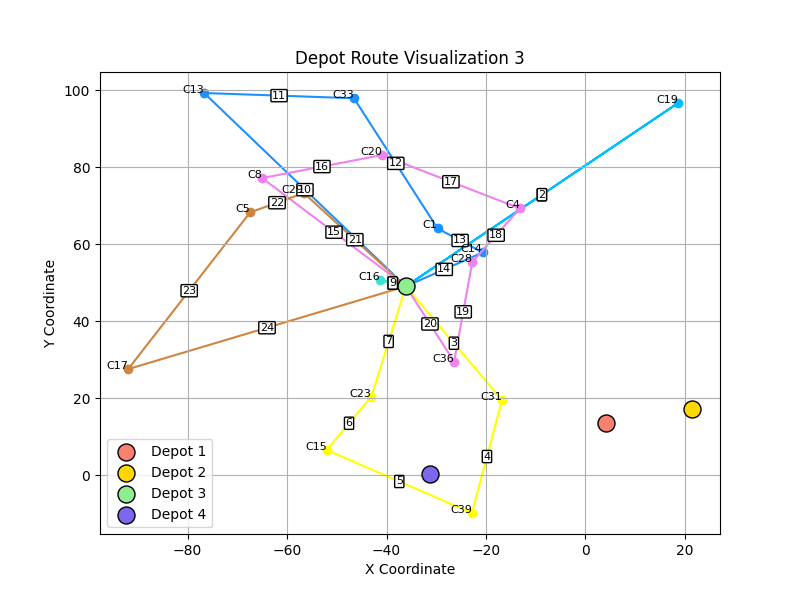 Depot Route Visualization 3
Y Coordinate
100
80
60
40
20
0
C13
11
C33
C19
C20
12
16
C8
17
C29
10
2
22
C5
C4
15
21
C1
13
18
C14
C28
14
C16
9
23
19
20
24
7
3
C36
C17
C23
C31
6
C15
4
5
C39
Depot 1
Depot 2
Depot 3
Depot 4
−80
−60
−40
−20
0
20
X Coordinate